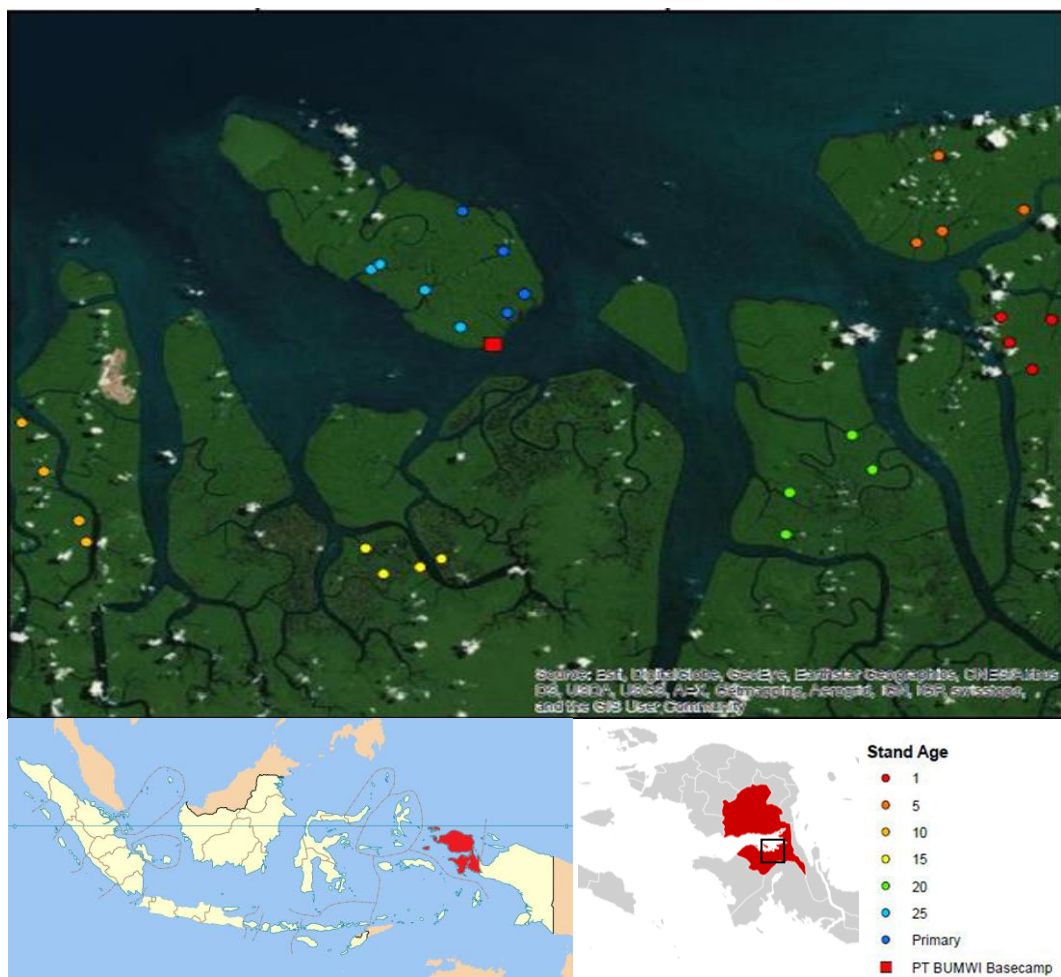 Source: Esri, DigitalGlobe, GeoEye, Earthstar Geographics, CNES/Airbus
DS, USDA, USGS, AEX, Getmapping, Aerogrid, IGN, IGP, swisstopo,
and the GIS User Community
Stand Age
1
5
10
15
20
25
Primary
PT BUMWI Basecamp